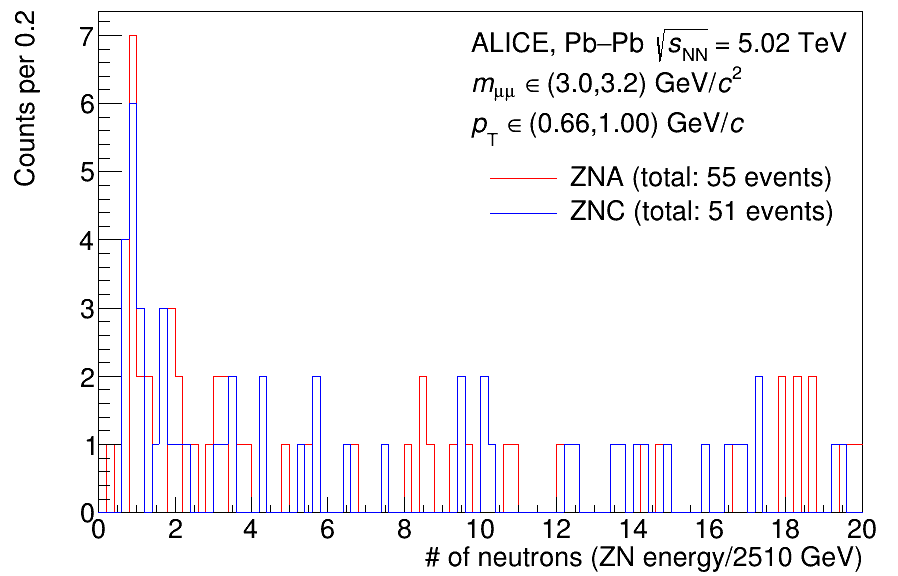 Counts per 0.2
7
6
5
4
3
2
1
0
ALICE, Pb–Pb √sNN = 5.02 TeV
mμμ ∈ (3.0,3.2) GeV/c²
pT ∈ (0.66,1.00) GeV/c
ZNA (total: 55 events)
ZNC (total: 51 events)
0 2 4 6 8 10 12 14 16 18 20
# of neutrons (ZN energy/2510 GeV)